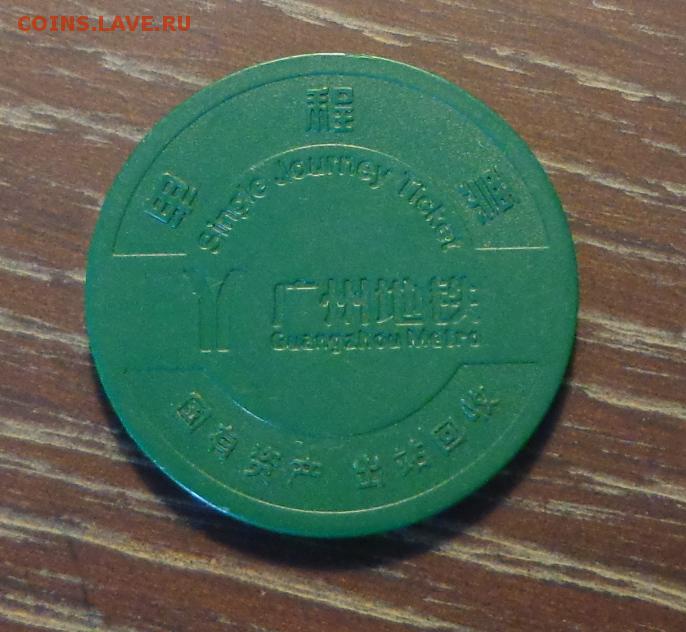 COINS.LAVE.RU
单程票
Single Journey Ticket
广州地铁
Guangzhou Metro
国有资产 出站回收